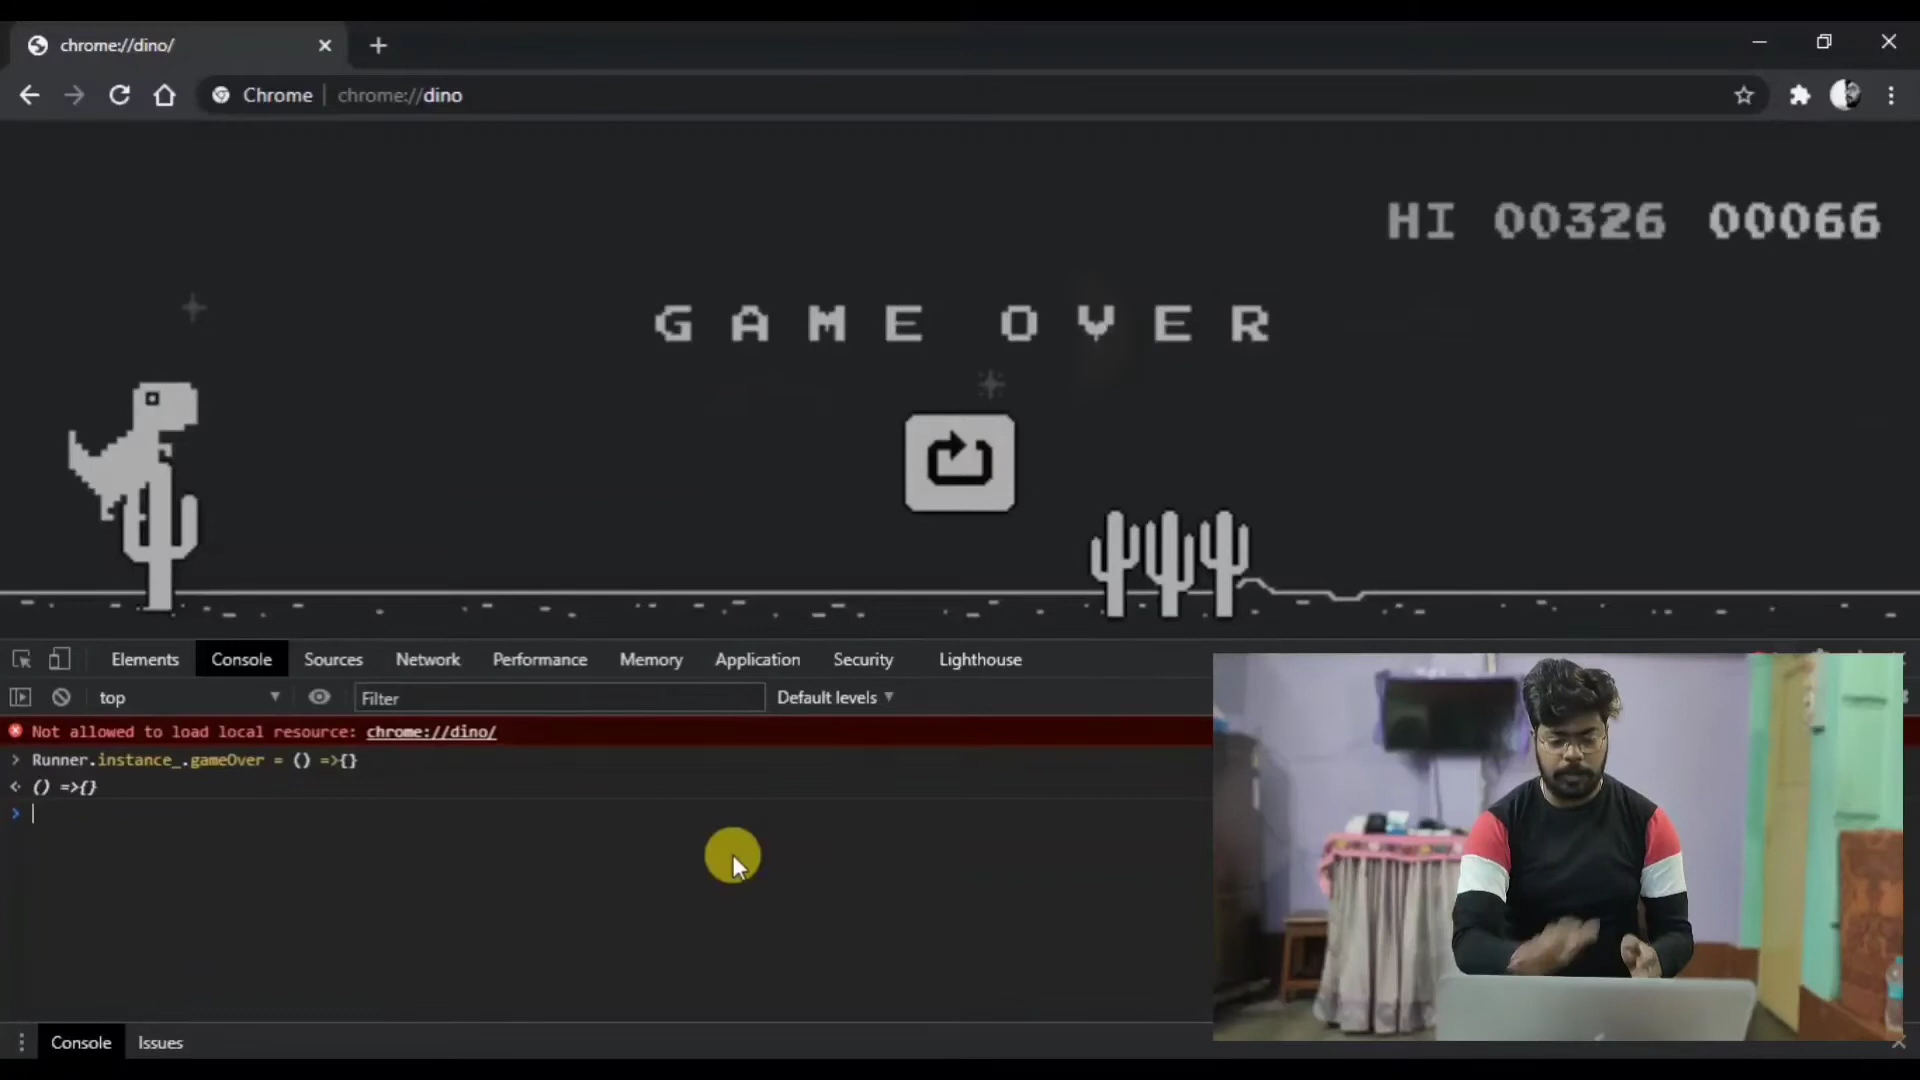 chrome://dino/
Chrome | chrome://dino
HI 00326 00066
GAME OVER
Elements Console Sources Network Performance Memory Application Security Lighthouse
top Filter Default levels
Not allowed to load local resource: chrome://dino/
Runner.instance_.gameOver = () =>{}
() =>{}
Console Issues